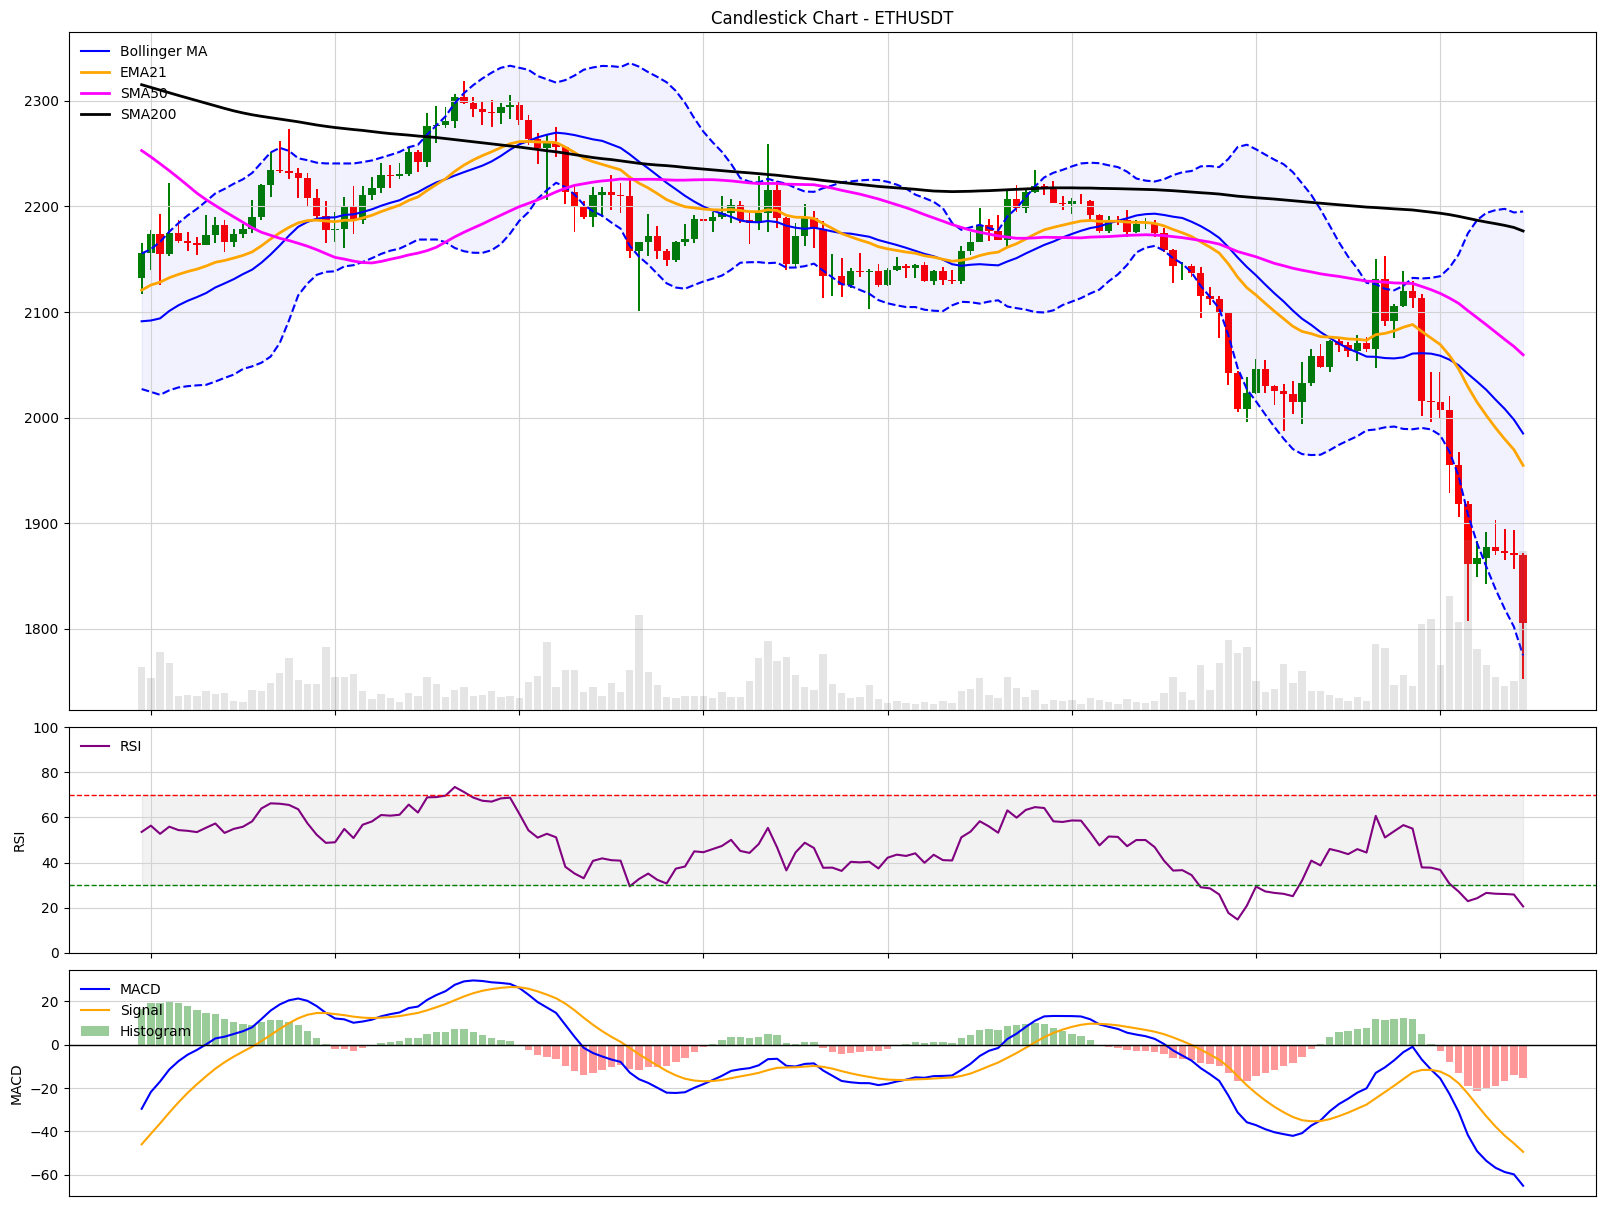 Candlestick Chart - ETHUSDT
Bollinger MA
EMA21
SMA50
SMA200
2300
2200
2100
2000
1900
1800
100
80
60
40
20
0
RSI
RSI
20
0
−20
−40
−60
MACD
MACD
Signal
Histogram